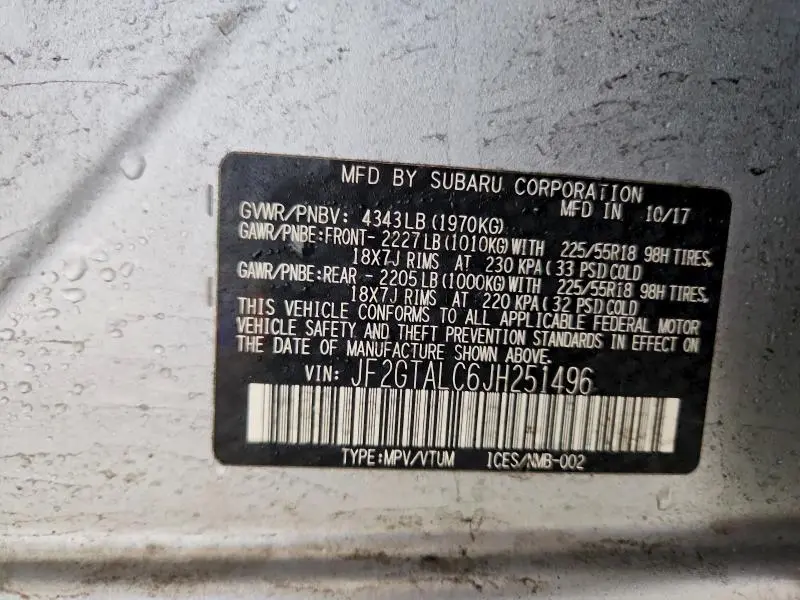 MFD BY SUBARU CORPORATION
GVWR/PNBV: 4343LB (1970KG) MFD IN 10/17
GAWR/PNBE:FRONT- 2227LB (1010KG) WITH 225/55R18 98H TIRES,
18X7J RIMS AT 230 KPA (33 PSI) COLD
GAWR/PNBE:REAR - 2205LB (1000KG) WITH 225/55R18 98H TIRES,
18X7J RIMS AT 220 KPA (32 PSI) COLD
THIS VEHICLE CONFORMS TO ALL APPLICABLE FEDERAL MOTOR
VEHICLE SAFETY AND THEFT PREVENTION STANDARDS IN EFFECT ON
THE DATE OF MANUFACTURE SHOWN ABOVE.
VIN: JF2GTALC6JH251496
TYPE:MPV/VTUM ICES/NMB-002